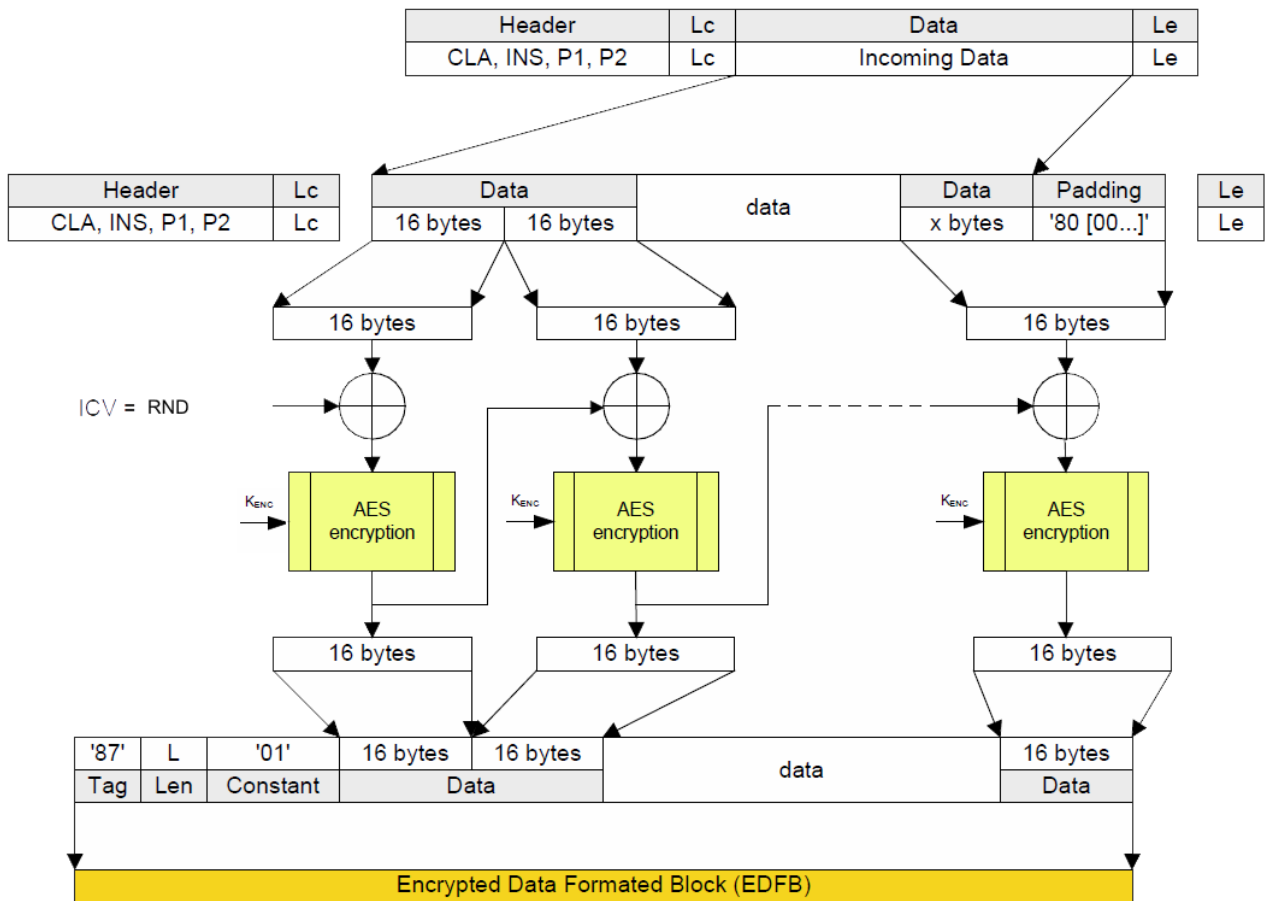 Header Lc Data Le
CLA, INS, P1, P2 Lc Incoming Data Le
Header Lc Data data Data Padding Le
CLA, INS, P1, P2 Lc 16 bytes 16 bytes x bytes '80 [00...]' Le
16 bytes 16 bytes 16 bytes
ICV = RND
KENC AES encryption KENC AES encryption KENC AES encryption
16 bytes 16 bytes 16 bytes
'87' L '01' 16 bytes 16 bytes data 16 bytes
Tag Len Constant Data Data
Encrypted Data Formated Block (EDFB)